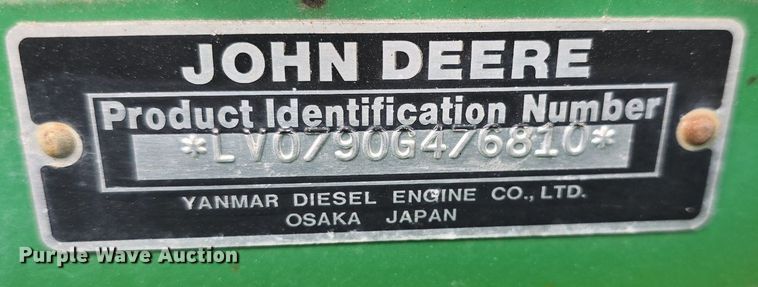 JOHN DEERE
Product Identification Number
*LV0790G476810*
YANMAR DIESEL ENGINE CO., LTD.
OSAKA JAPAN
Purple Wave Auction